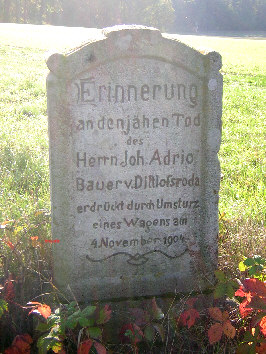 Erinnerung
an den jähen Tod
des
Herrn Joh. Adrio,
Bauer v. Dittlofsroda
erdrückt durch Umsturz
eines Wagens am
4. November 1904.